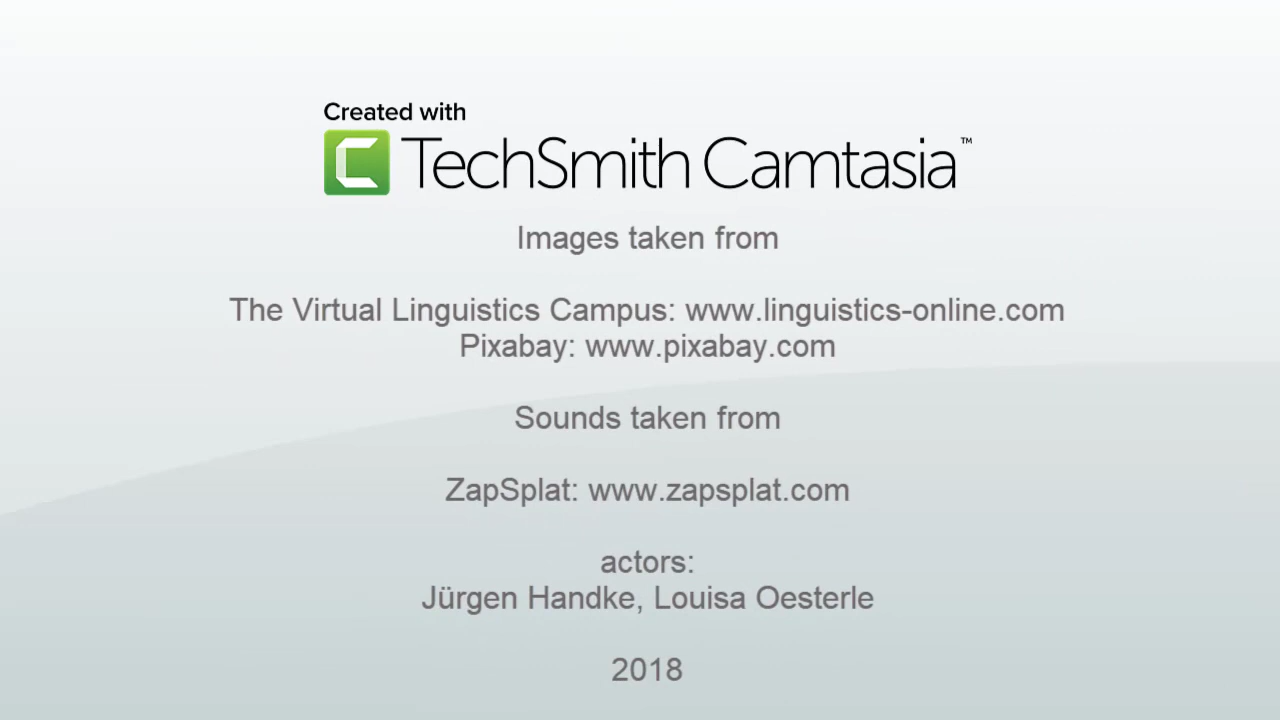 Created with
TechSmith Camtasia™
Images taken from
The Virtual Linguistics Campus: www.linguistics-online.com
Pixabay: www.pixabay.com
Sounds taken from
ZapSplat: www.zapsplat.com
actors:
Jürgen Handke, Louisa Oesterle
2018